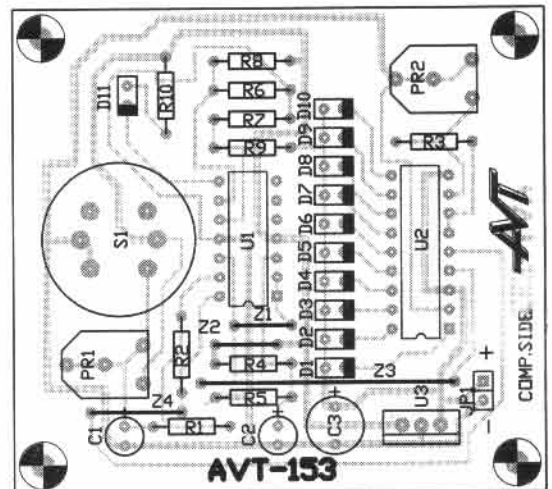 R8
PR2
D11
R10
R6
D10
R7
D9
R3
R9
D8
D7
U1
U2
S1
D6
AVT
D5
D4
D3
Z1
D2
Z2
COMP.SIDE
PR1
R2
R4
D1
Z3
+
R5
U3
JP1
Z4
+
+
+
C1
R1
C2
C3
-
AVT-153